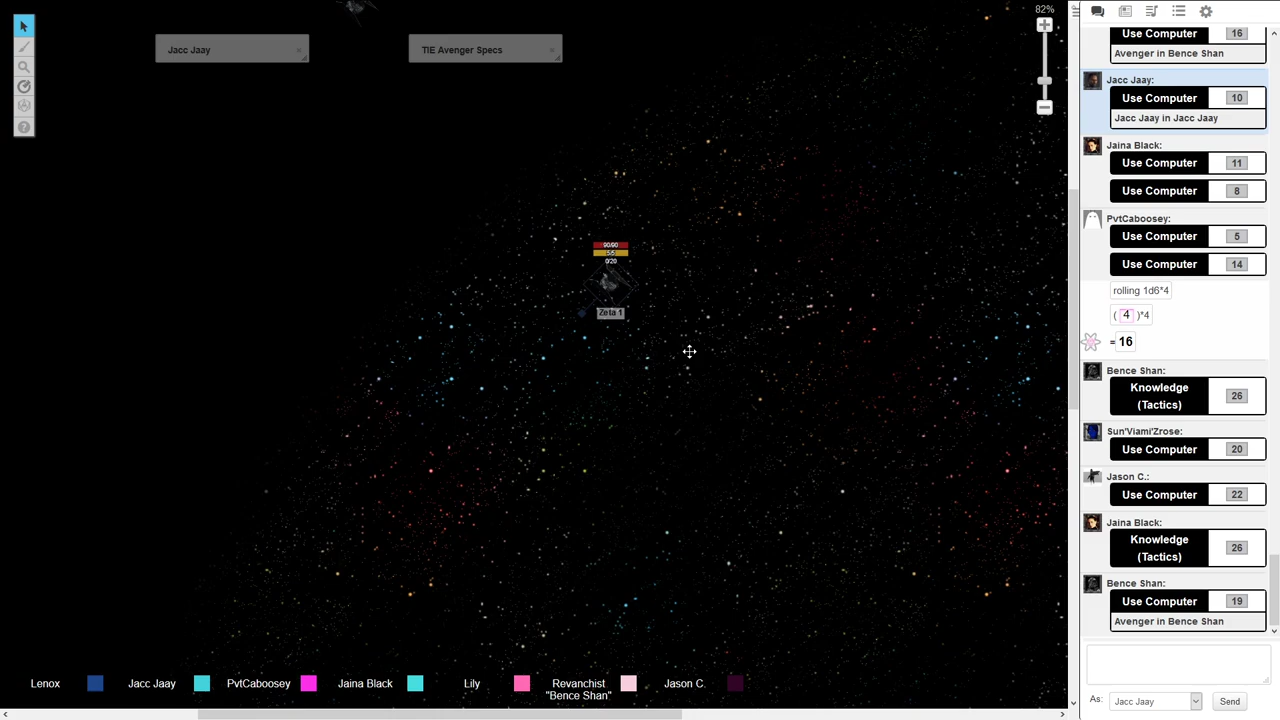 82%
Jacc Jaay
TIE Avenger Specs
90/90
5/5
0/20
Zeta 1
Lenox
Jacc Jaay
PvtCaboosey
Jaina Black
Lily
Revanchist
"Bence Shan"
Jason C.
Use Computer 16
Avenger in Bence Shan
Jacc Jaay:
Use Computer 10
Jacc Jaay in Jacc Jaay
Jaina Black:
Use Computer 11
Use Computer 8
PvtCaboosey:
Use Computer 5
Use Computer 14
rolling 1d6*4
( 4 )*4
= 16
Bence Shan:
Knowledge
(Tactics) 26
Sun'Viami'Zrose:
Use Computer 20
Jason C.:
Use Computer 22
Jaina Black:
Knowledge
(Tactics) 26
Bence Shan:
Use Computer 19
Avenger in Bence Shan
As: Jacc Jaay Send